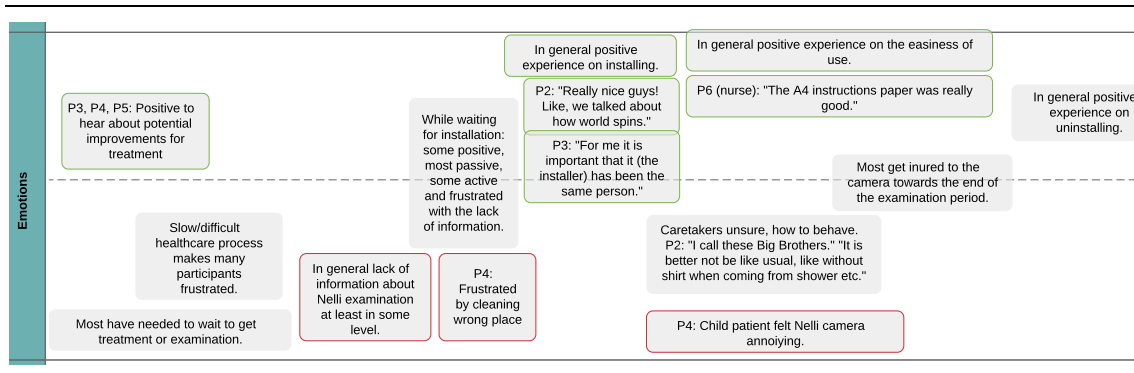 Emotions
P3, P4, P5: Positive to
hear about potential
improvements for
treatment
Slow/difficult
healthcare process
makes many
participants
frustrated.
Most have needed to wait to get
treatment or examination.
In general lack of
information about
Nelli examination
at least in some
level.
While waiting
for installation:
some positive,
most passive,
some active
and frustrated
with the lack
of information.
P4:
Frustrated
by cleaning
wrong place
In general positive
experience on installing.
P2: "Really nice guys!
Like, we talked about
how world spins."
P3: "For me it is
important that it (the
installer) has been the
same person."
In general positive experience on the easiness of
use.
P6 (nurse): "The A4 instructions paper was really
good."
Caretakers unsure, how to behave.
P2: "I call these Big Brothers." "It is
better not be like usual, like without
shirt when coming from shower etc."
P4: Child patient felt Nelli camera
annoiying.
Most get inured to the
camera towards the end of
the examination period.
In general positive
experience on
uninstalling.